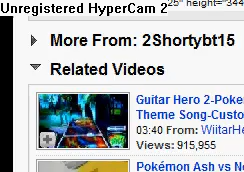 Unregistered HyperCam 2
25" height="344
More From: 2Shortybt15
Related Videos
Guitar Hero 2-Poke
Theme Song-Custo
03:40 From: WiitarHe
Views: 915,955
Pokémon Ash vs N